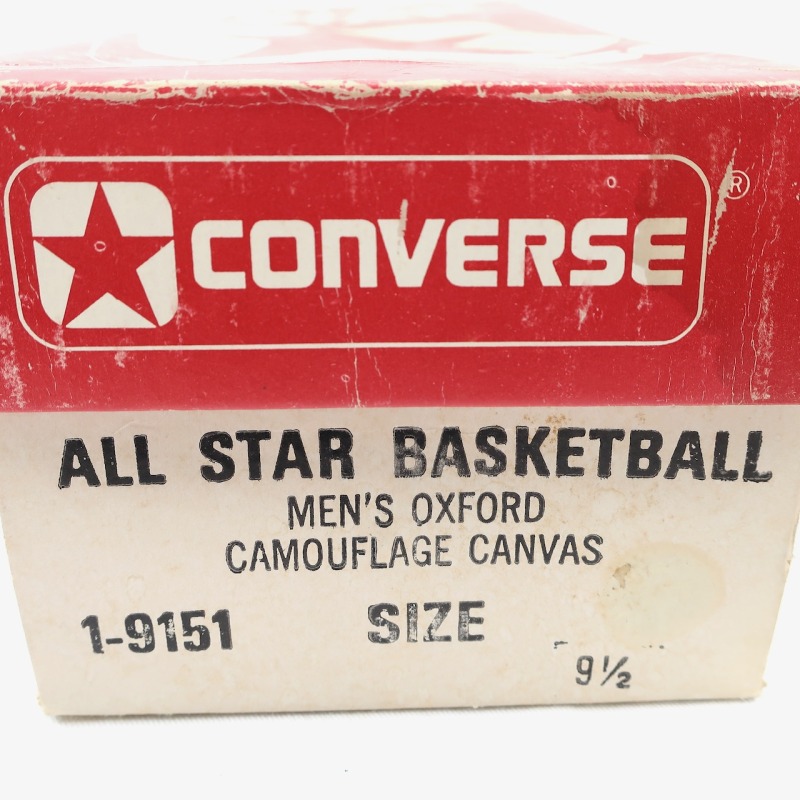 CONVERSE ®
ALL STAR BASKETBALL
MEN'S OXFORD
CAMOUFLAGE CANVAS
1-9151 SIZE
9½